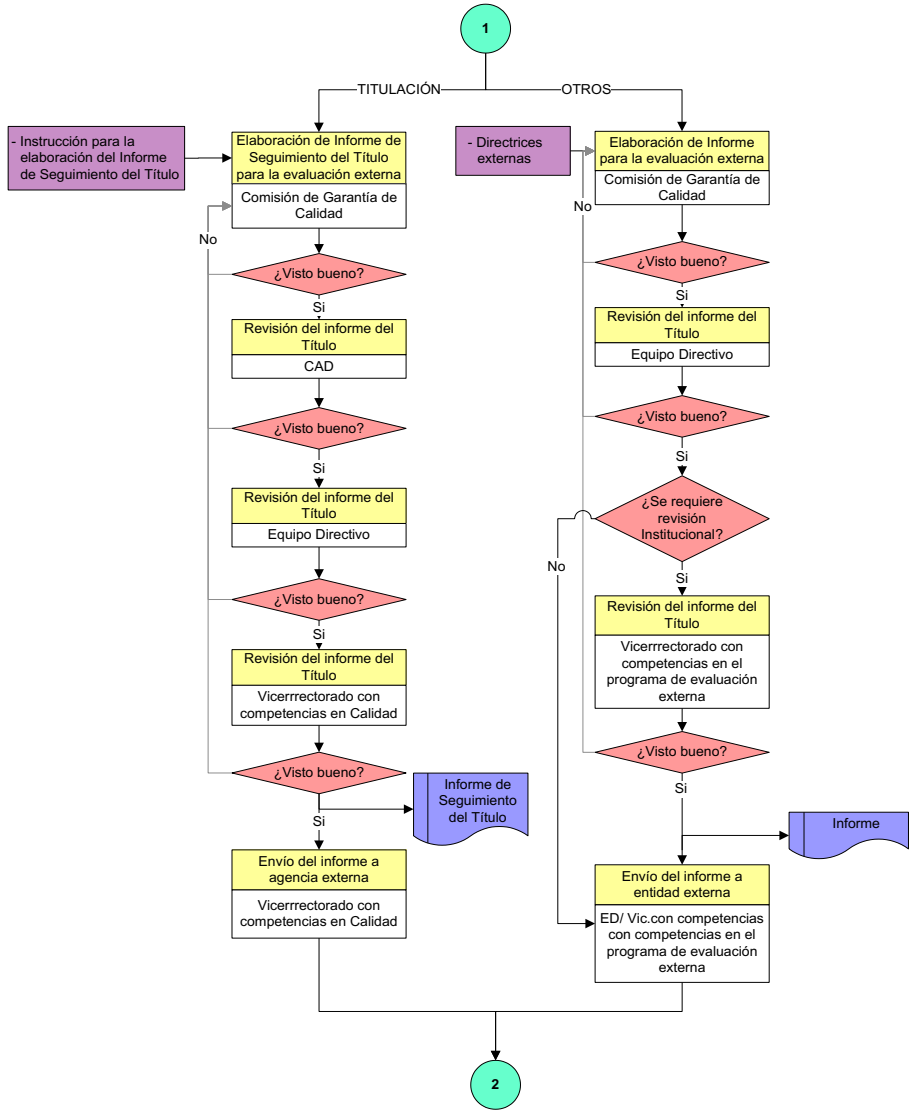 1
TITULACIÓN
OTROS
- Instrucción para la
elaboración del Informe
de Seguimiento del Título
Elaboración de Informe de
Seguimiento del Título
para la evaluación externa
Comisión de Garantía de
Calidad
No
¿Visto bueno?
Si
Revisión del informe del
Título
CAD
¿Visto bueno?
Si
Revisión del informe del
Título
Equipo Directivo
¿Visto bueno?
Si
Revisión del informe del
Título
Vicerrrectorado con
competencias en Calidad
¿Visto bueno?
Informe de
Seguimiento
del Título
Si
Envío del informe a
agencia externa
Vicerrrectorado con
competencias en Calidad
- Directrices
externas
Elaboración de Informe
para la evaluación externa
Comisión de Garantía de
Calidad
No
¿Visto bueno?
Si
Revisión del informe del
Título
Equipo Directivo
¿Visto bueno?
Si
¿Se requiere
revisión
Institucional?
No
Si
Revisión del informe del
Título
Vicerrrectorado con
competencias en el
programa de evaluación
externa
¿Visto bueno?
Si
Informe
Envío del informe a
entidad externa
ED/ Vic.con competencias
con competencias en el
programa de evaluación
externa
2